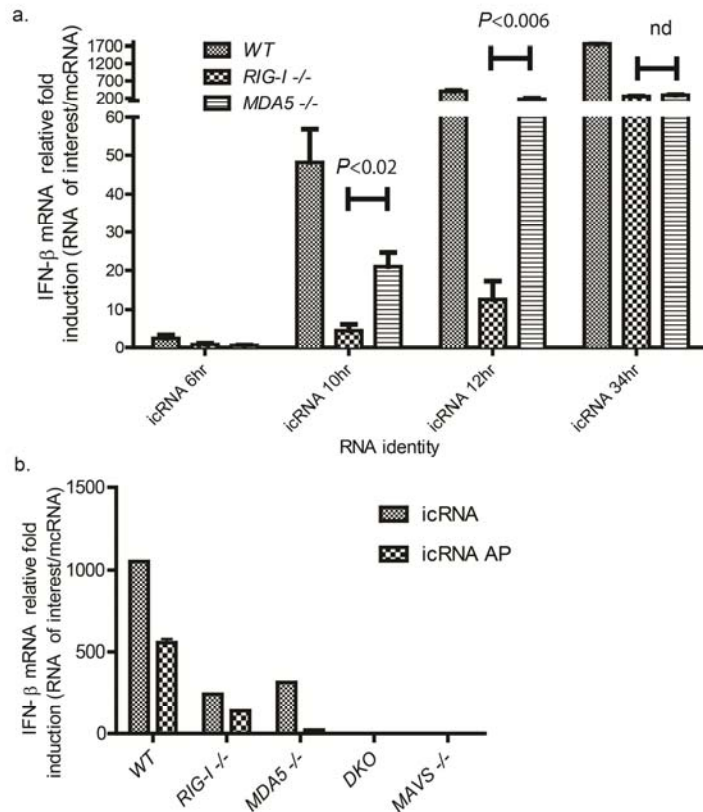 a.
IFN-β mRNA relative fold
induction (RNA of interest/mcRNA)
1700
1200
700
200
60
40
20
10
0
WT
RIG-I -/-
MDA5 -/-
P<0.02
P<0.006
nd
icRNA 6hr
icRNA 10hr
icRNA 12hr
icRNA 34hr
RNA identity
b.
IFN- β mRNA relative fold
induction (RNA of interest/mcRNA)
1500
1000
500
0
icRNA
icRNA AP
WT
RIG-I -/-
MDA5 -/-
DKO
MAVS -/-